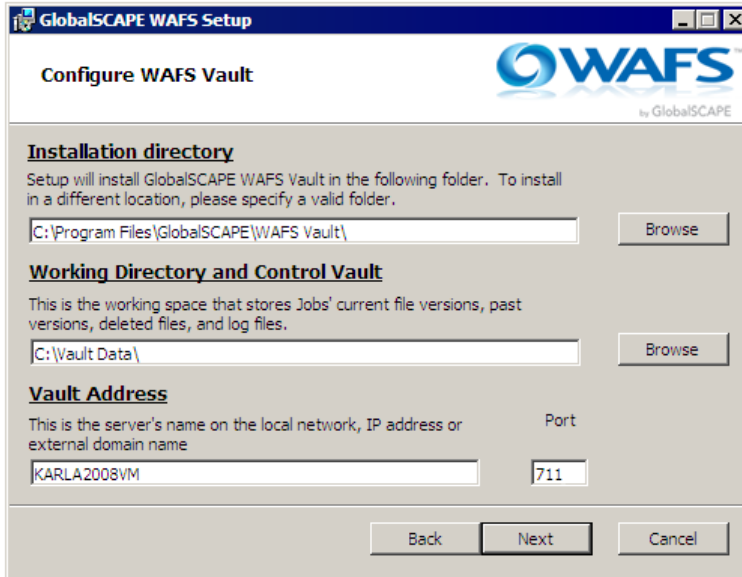 GlobalSCAPE WAFS Setup
Configure WAFS Vault
WAFS™
by GlobalSCAPE
Installation directory
Setup will install GlobalSCAPE WAFS Vault in the following folder. To install
in a different location, please specify a valid folder.
C:\Program Files\GlobalSCAPE\WAFS Vault\
Browse
Working Directory and Control Vault
This is the working space that stores Jobs' current file versions, past
versions, deleted files, and log files.
C:\Vault Data\
Browse
Vault Address
This is the server's name on the local network, IP address or
external domain name
Port
KARLA2008VM
711
Back
Next
Cancel